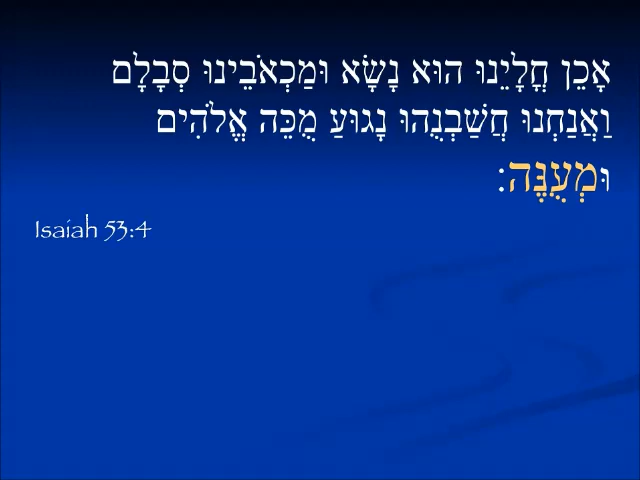 אָכֵן חֳלָיֵנוּ הוּא נָשָׂא וּמַכְאֹבֵינוּ סְבָלָם
וַאֲנַחְנוּ חֲשַׁבְנֻהוּ נָגוּעַ מֻכֵּה אֱלֹהִים
וּמְעֻנֶּה׃
Isaiah 53:4